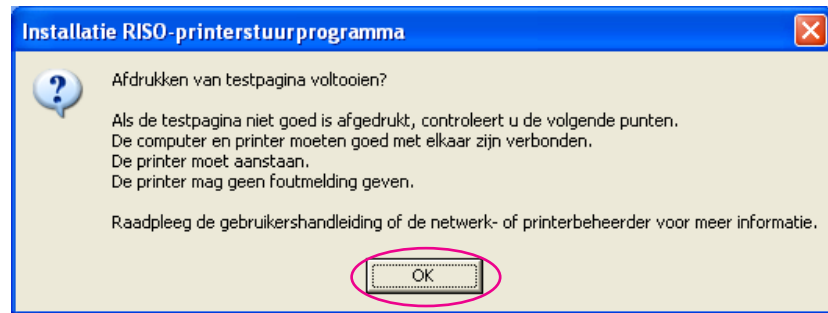 Installatie RISO-printerstuurprogramma
Afdrukken van testpagina voltooien?
Als de testpagina niet goed is afgedrukt, controleert u de volgende punten.
De computer en printer moeten goed met elkaar zijn verbonden.
De printer moet aanstaan.
De printer mag geen foutmelding geven.
Raadpleeg de gebruikershandleiding of de netwerk- of printerbeheerder voor meer informatie.
OK